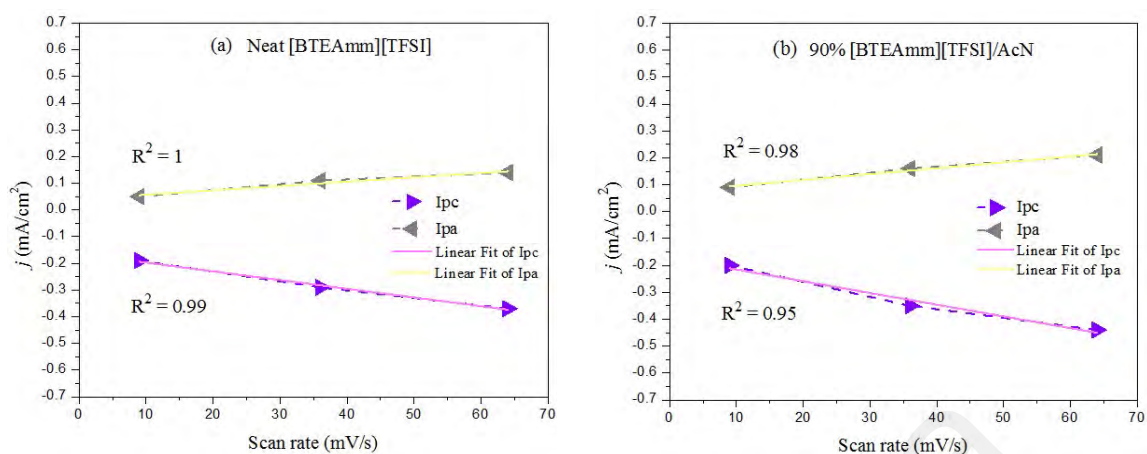 (a) Neat [BTEAmm][TFSI]
0.7
0.6
0.5
0.4
0.3
0.2
0.1
0.0
-0.1
-0.2
-0.3
-0.4
-0.5
-0.6
-0.7
j (mA/cm²)
R² = 1
Ipc
Ipa
Linear Fit of Ipc
Linear Fit of Ipa
R² = 0.99
0 10 20 30 40 50 60 70
Scan rate (mV/s)
(b) 90% [BTEAmm][TFSI]/AcN
0.7
0.6
0.5
0.4
0.3
0.2
0.1
0.0
-0.1
-0.2
-0.3
-0.4
-0.5
-0.6
-0.7
j (mA/cm²)
R² = 0.98
Ipc
Ipa
Linear Fit of Ipc
Linear Fit of Ipa
R² = 0.95
0 10 20 30 40 50 60 70
Scan rate (mV/s)